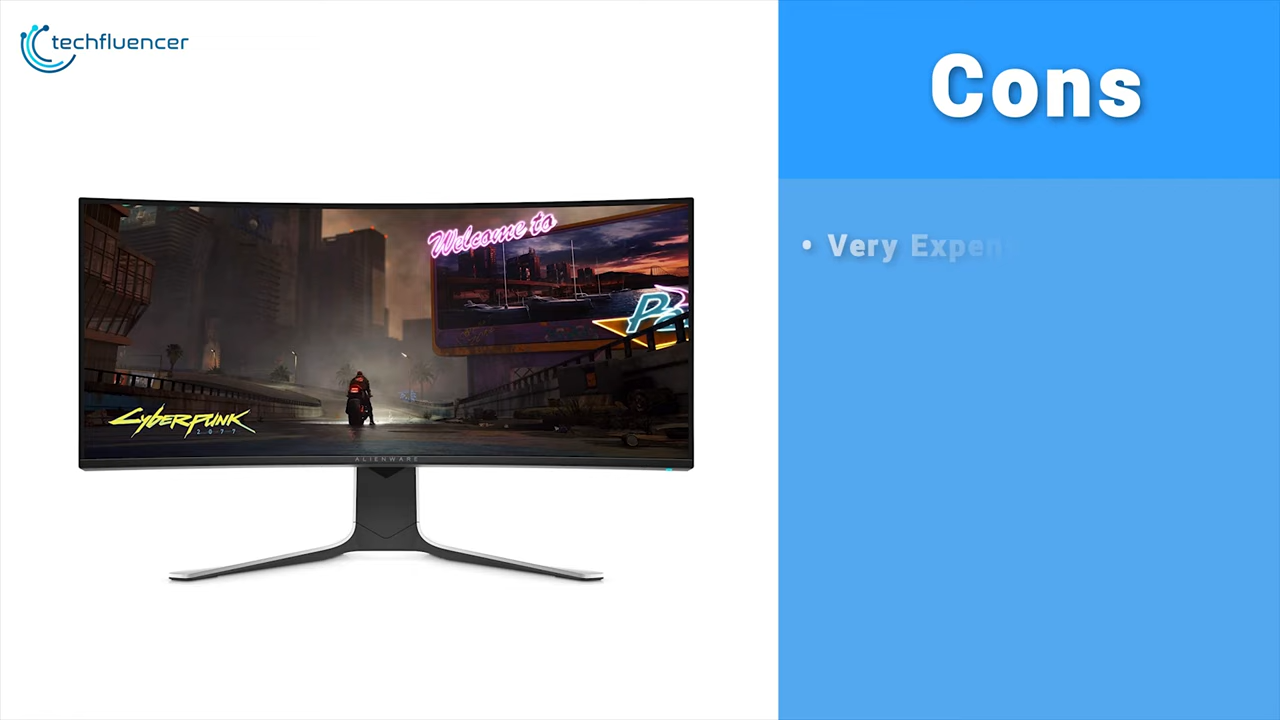 techfluencer
Cons
• Very Expen
Welcome to
CYBERPUNK
2077
ALIENWARE